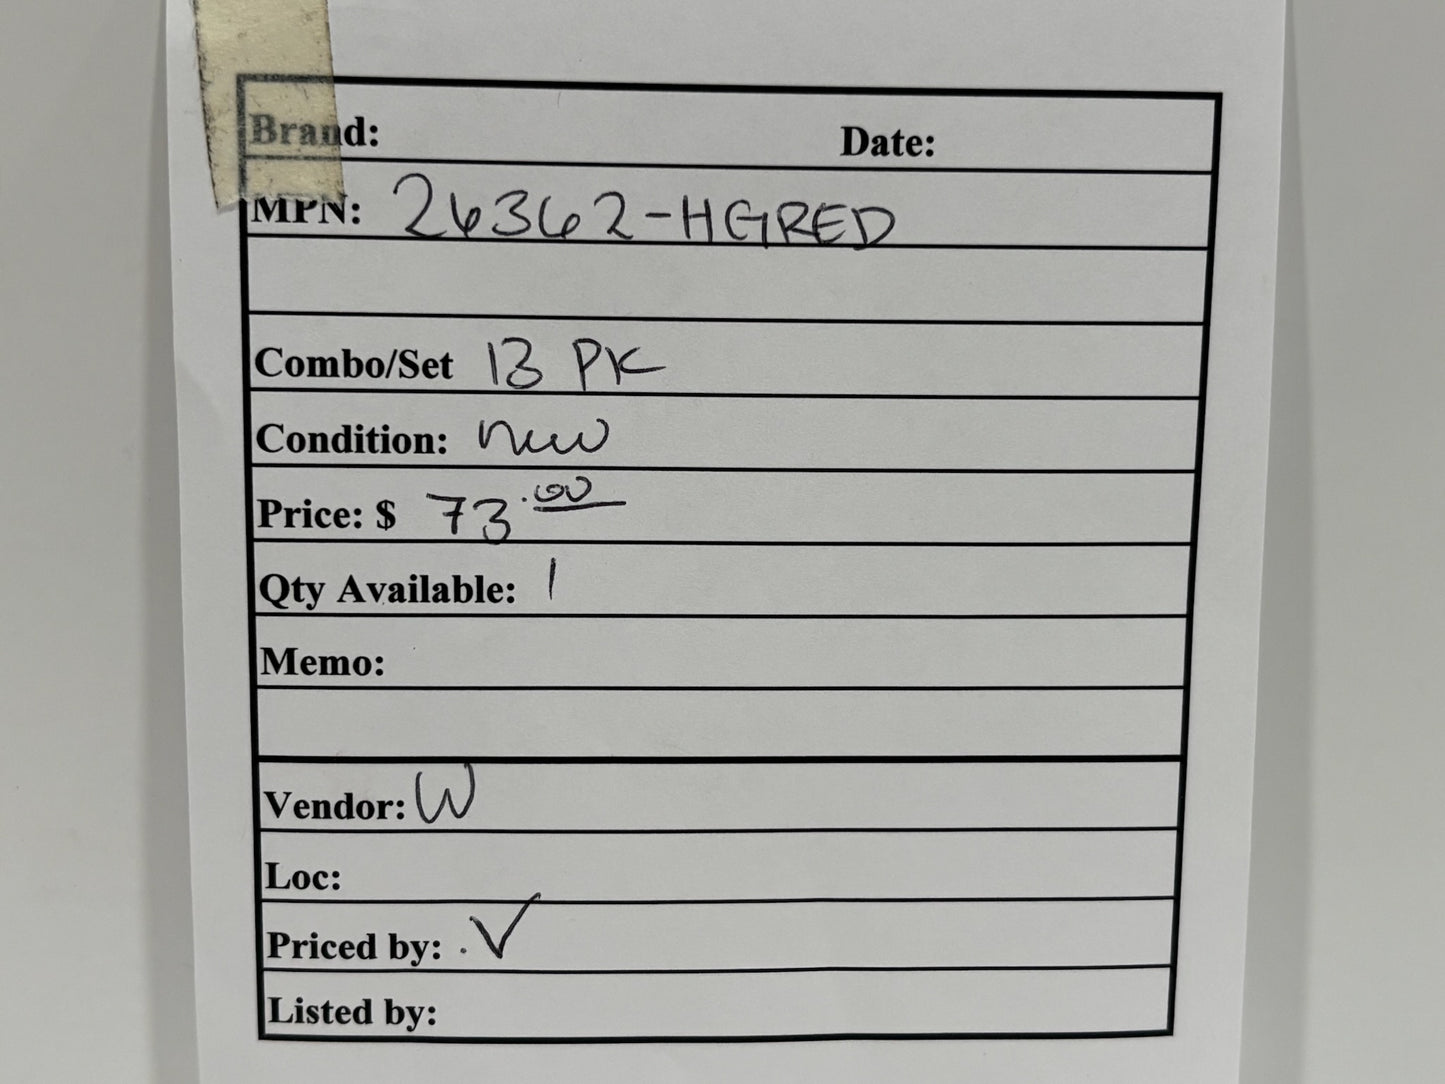 Brand: Date:
MPN: 26362-HGRED
Combo/Set 13 PK
Condition: new
Price: $ 73.00
Qty Available: 1
Memo:
Vendor: W
Loc:
Priced by: ✓
Listed by: